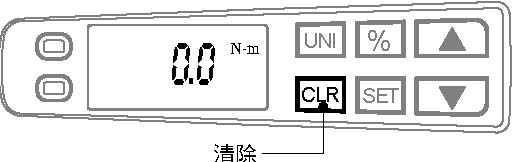 0.0 N-m
UNI %
CLR SET
清除